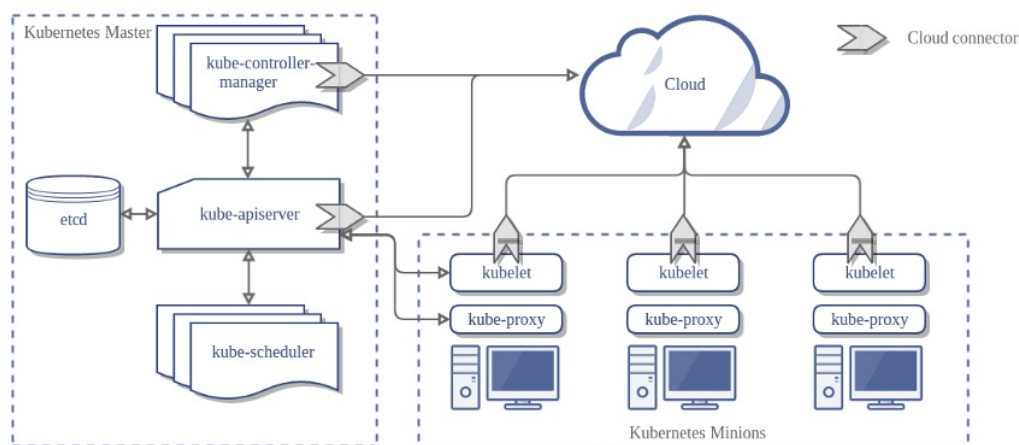 Kubernetes Master
kube-controller-
manager
Cloud
Cloud connector
etcd
kube-apiserver
kubelet
kubelet
kubelet
kube-proxy
kube-proxy
kube-proxy
kube-scheduler
Kubernetes Minions